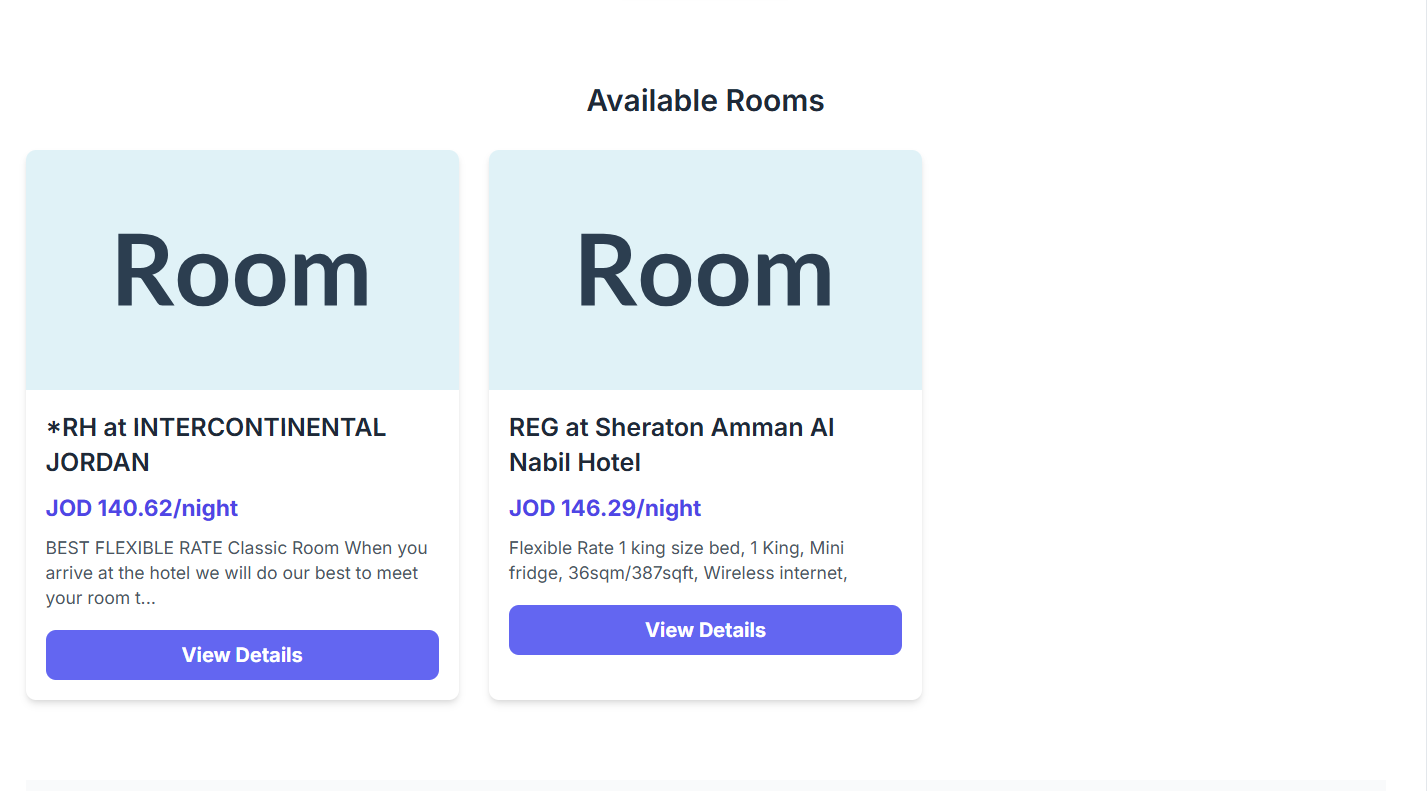 Available Rooms
Room
*RH at INTERCONTINENTAL
JORDAN
JOD 140.62/night
BEST FLEXIBLE RATE Classic Room When you
arrive at the hotel we will do our best to meet
your room t...
View Details
Room
REG at Sheraton Amman Al
Nabil Hotel
JOD 146.29/night
Flexible Rate 1 king size bed, 1 King, Mini
fridge, 36sqm/387sqft, Wireless internet,
View Details